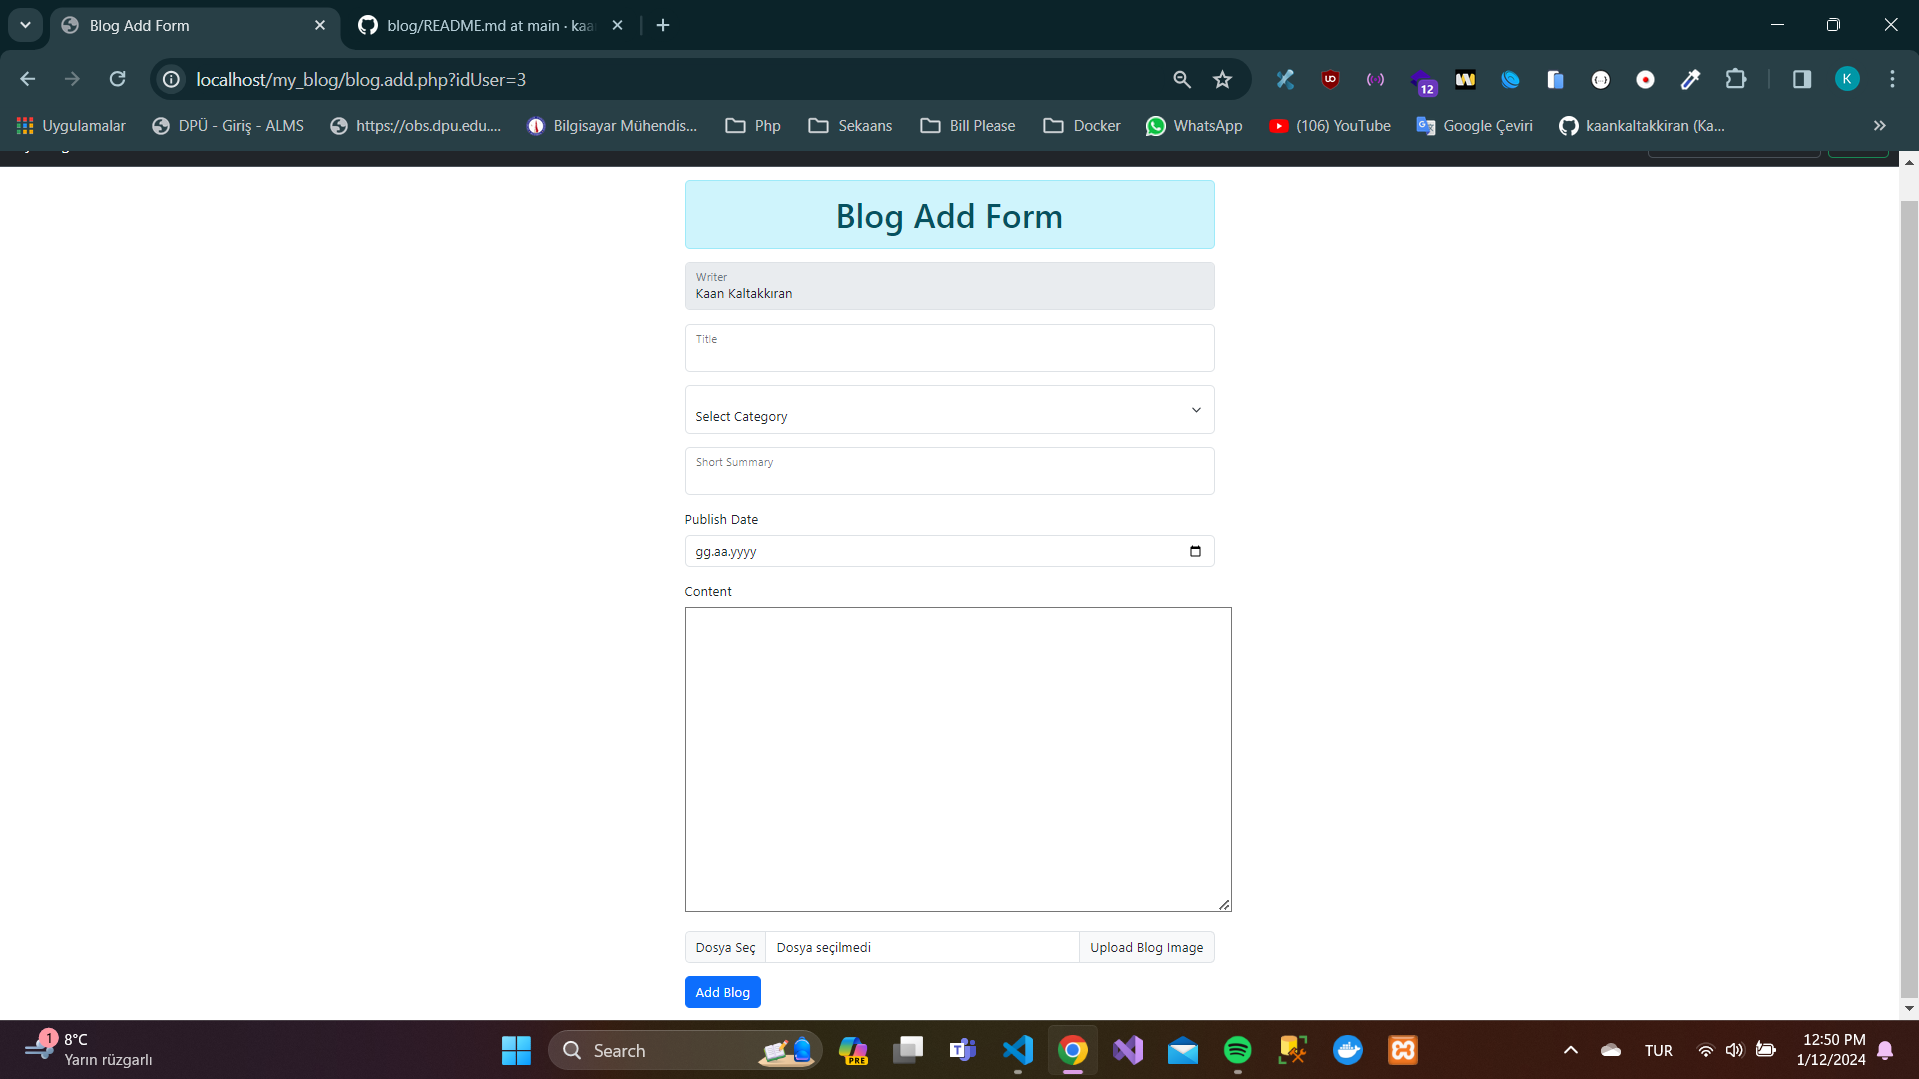 Blog Add Form
blog/README.md at main · kaa
localhost/my_blog/blog.add.php?idUser=3
12
K
Uygulamalar
DPÜ - Giriş - ALMS
https://obs.dpu.edu....
Bilgisayar Mühendis...
Php
Sekaans
Bill Please
Docker
WhatsApp
(106) YouTube
Google Çeviri
kaankaltakkiran (Ka...
Blog Add Form
Writer
Kaan Kaltakkıran
Title
Select Category
Short Summary
Publish Date
gg.aa.yyyy
Content
Dosya Seç
Dosya seçilmedi
Upload Blog Image
Add Blog
1
8°C
Yarın rüzgarlı
Search
PRE
TUR
12:50 PM
1/12/2024